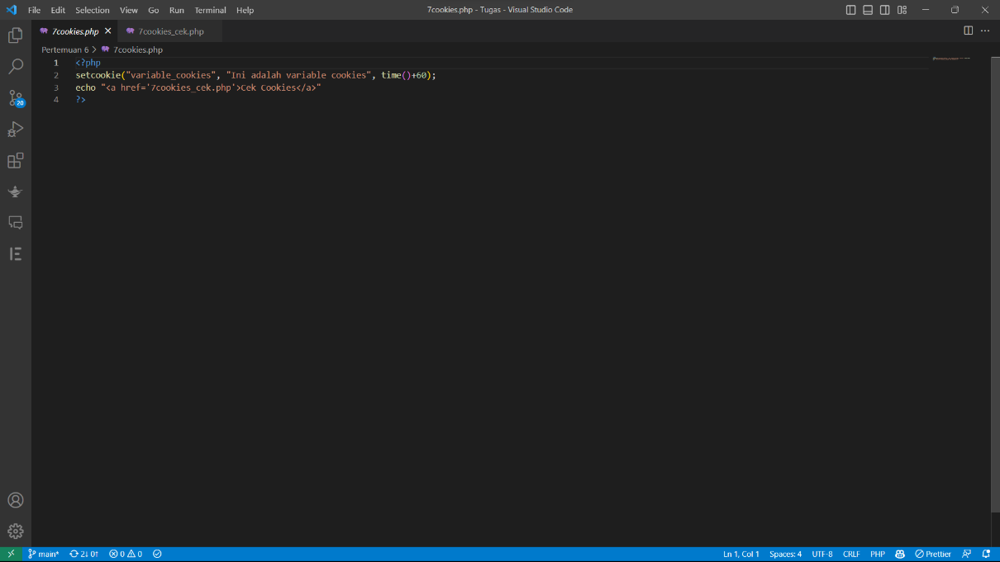 File Edit Selection View Go Run Terminal Help 7cookies.php - Tugas - Visual Studio Code
7cookies.php 7cookies_cek.php
Pertemuan 6 > 7cookies.php
1 <?php
2 setcookie("variable_cookies", "Ini adalah variable cookies", time()+60);
3 echo "<a href='7cookies_cek.php'>Cek Cookies</a>"
4 ?>
20
main* 2↓ 0↑ 0 0 Ln 1, Col 1 Spaces: 4 UTF-8 CRLF PHP Prettier